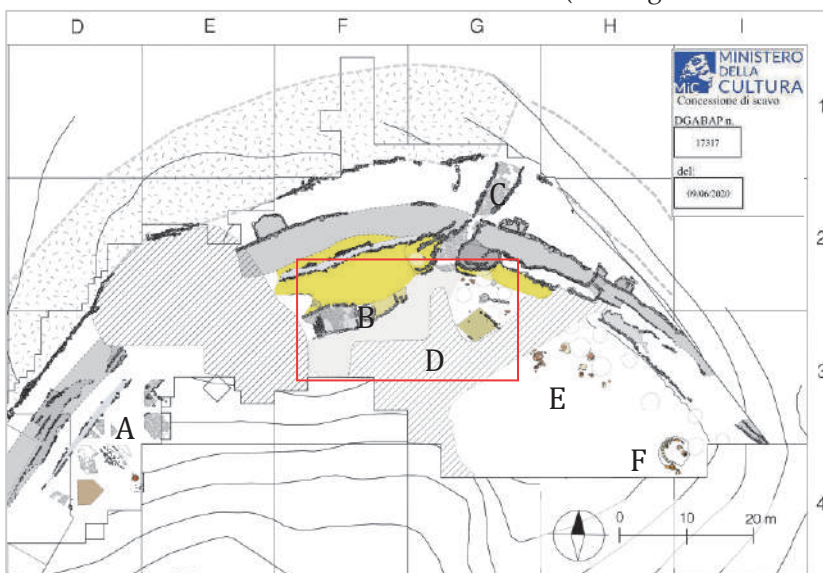 D E F G H I
MINISTERO
DELLA
CULTURA
MiC
Concessione di scavo
DGABAP n.
17317
del:
09/06/2020
1
2
3
4
C
B
D
E
A
F
0 10 20 m